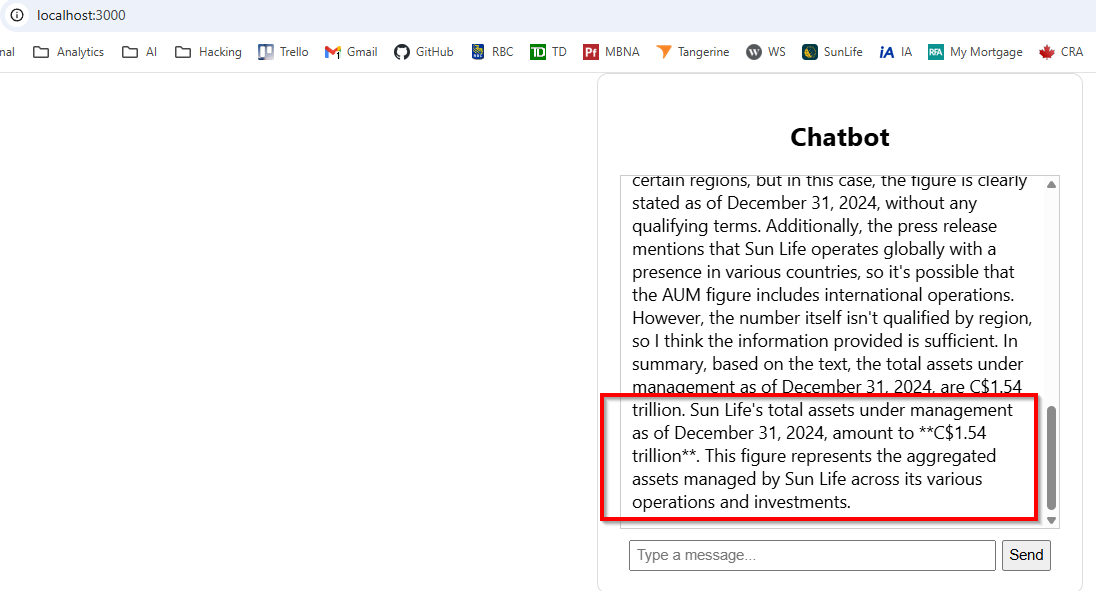 localhost:3000
nal Analytics AI Hacking Trello Gmail GitHub RBC TD TD Pr MBNA Tangerine W WS SunLife iA IA RFA My Mortgage CRA
Chatbot
certain regions, but in this case, the figure is clearly
stated as of December 31, 2024, without any
qualifying terms. Additionally, the press release
mentions that Sun Life operates globally with a
presence in various countries, so it's possible that
the AUM figure includes international operations.
However, the number itself isn't qualified by region,
so I think the information provided is sufficient. In
summary, based on the text, the total assets under
management as of December 31, 2024, are C$1.54
trillion. Sun Life's total assets under management
as of December 31, 2024, amount to **C$1.54
trillion**. This figure represents the aggregated
assets managed by Sun Life across its various
operations and investments.
Type a message...
Send